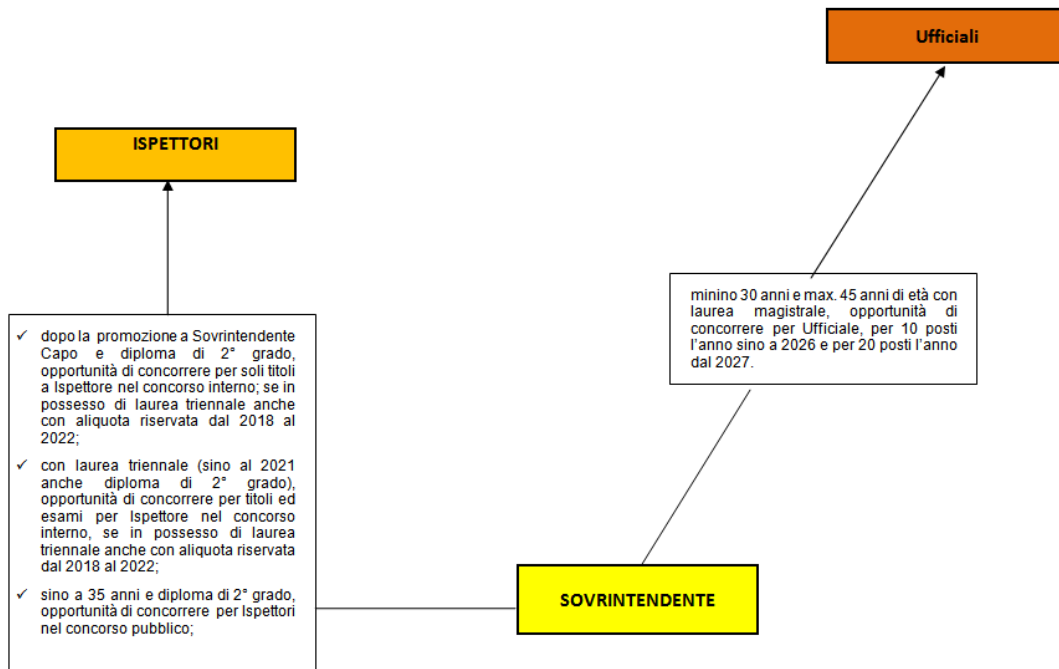 Ufficiali
ISPETTORI
minino 30 anni e max. 45 anni di età con
laurea magistrale, opportunità di
concorrere per Ufficiale, per 10 posti
l'anno sino a 2026 e per 20 posti l'anno
dal 2027.
✓ dopo la promozione a Sovrintendente
Capo e diploma di 2° grado,
opportunità di concorrere per soli titoli
a Ispettore nel concorso interno; se in
possesso di laurea triennale anche
con aliquota riservata dal 2018 al
2022;
✓ con laurea triennale (sino al 2021
anche diploma di 2° grado),
opportunità di concorrere per titoli ed
esami per Ispettore nel concorso
interno, se in possesso di laurea
triennale anche con aliquota riservata
dal 2018 al 2022;
✓ sino a 35 anni e diploma di 2° grado,
opportunità di concorrere per Ispettori
nel concorso pubblico;
SOVRINTENDENTE